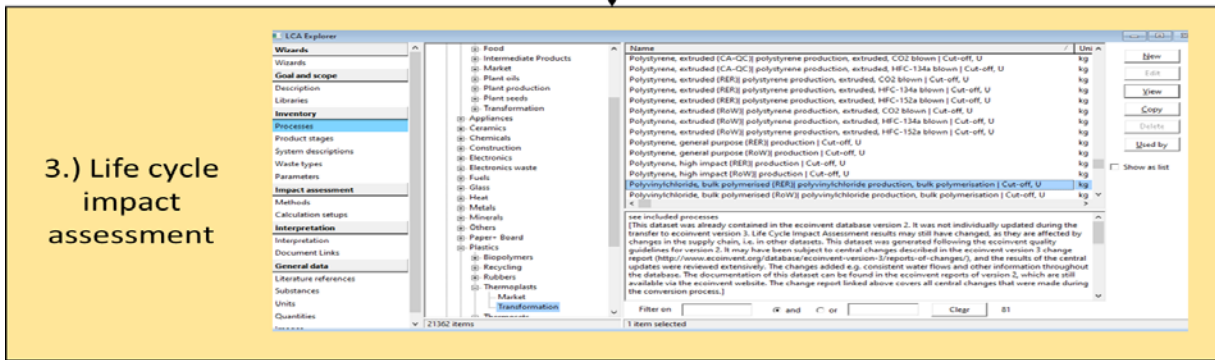 3.) Life cycle
impact
assessment
LCA Explorer
Wizards
Wizards
Goal and scope
Description
Libraries
Inventory
Processes
Product stages
System descriptions
Waste types
Parameters
Impact assessment
Methods
Calculation setups
Interpretation
Interpretation
Document Links
General data
Literature references
Substances
Units
Quantities
Images
Food
Intermediate Products
Market
Plant oils
Plant production
Plant seeds
Transformation
Appliances
Ceramics
Chemicals
Construction
Electronics
Electronics waste
Fuels
Glass
Heat
Metals
Minerals
Others
Paper+ Board
Plastics
Biopolymers
Recycling
Rubbers
Thermoplasts
Market
Transformation
Thermosets
21362 items
Name / Uni
Polystyrene, extruded {CA-QC}| polystyrene production, extruded, CO2 blown | Cut-off, U kg
Polystyrene, extruded {CA-QC}| polystyrene production, extruded, HFC-134a blown | Cut-off, U kg
Polystyrene, extruded {RER}| polystyrene production, extruded, CO2 blown | Cut-off, U kg
Polystyrene, extruded {RER}| polystyrene production, extruded, HFC-134a blown | Cut-off, U kg
Polystyrene, extruded {RER}| polystyrene production, extruded, HFC-152a blown | Cut-off, U kg
Polystyrene, extruded {RoW}| polystyrene production, extruded, CO2 blown | Cut-off, U kg
Polystyrene, extruded {RoW}| polystyrene production, extruded, HFC-134a blown | Cut-off, U kg
Polystyrene, extruded {RoW}| polystyrene production, extruded, HFC-152a blown | Cut-off, U kg
Polystyrene, general purpose {RER}| production | Cut-off, U kg
Polystyrene, general purpose {RoW}| production | Cut-off, U kg
Polystyrene, high impact {RER}| production | Cut-off, U kg
Polystyrene, high impact {RoW}| production | Cut-off, U kg
Polyvinylchloride, bulk polymerised {RER}| polyvinylchloride production, bulk polymerisation | Cut-off, U kg
Polyvinylchloride, bulk polymerised {RoW}| polyvinylchloride production, bulk polymerisation | Cut-off, U kg
see included processes
[This dataset was already contained in the ecoinvent database version 2. It was not individually updated during the
transfer to ecoinvent version 3. Life Cycle Impact Assessment results may still have changed, as they are affected by
changes in the supply chain, i.e. in other datasets. This dataset was generated following the ecoinvent quality
guidelines for version 2. It may have been subject to central changes described in the ecoinvent version 3 change
report (http://www.ecoinvent.org/database/ecoinvent-version-3/reports-of-changes/), and the results of the central
updates were reviewed extensively. The changes added e.g. consistent water flows and other information throughout
the database. The documentation of this dataset can be found in the ecoinvent reports of version 2, which are still
available via the ecoinvent website. The change report linked above covers all central changes that were made during
the conversion process.]
Filter on and or Clear 81
1 item selected
New
Edit
View
Copy
Delete
Used by
Show as list